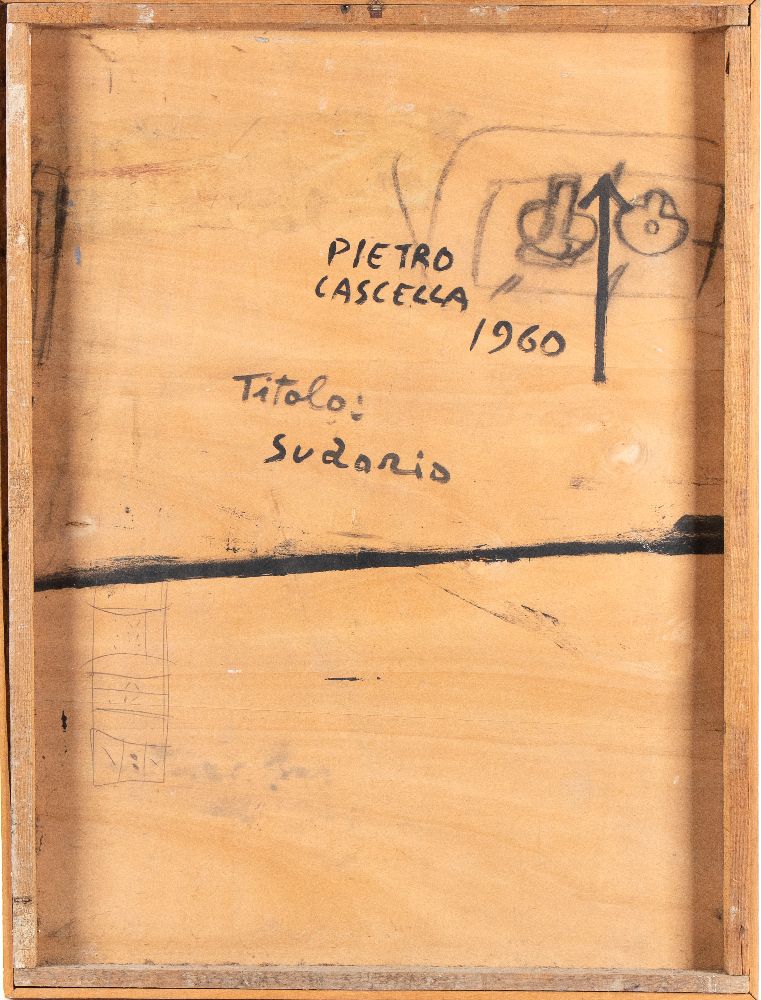 PIETRO
CASCELLA
1960
Titolo:
Sudario